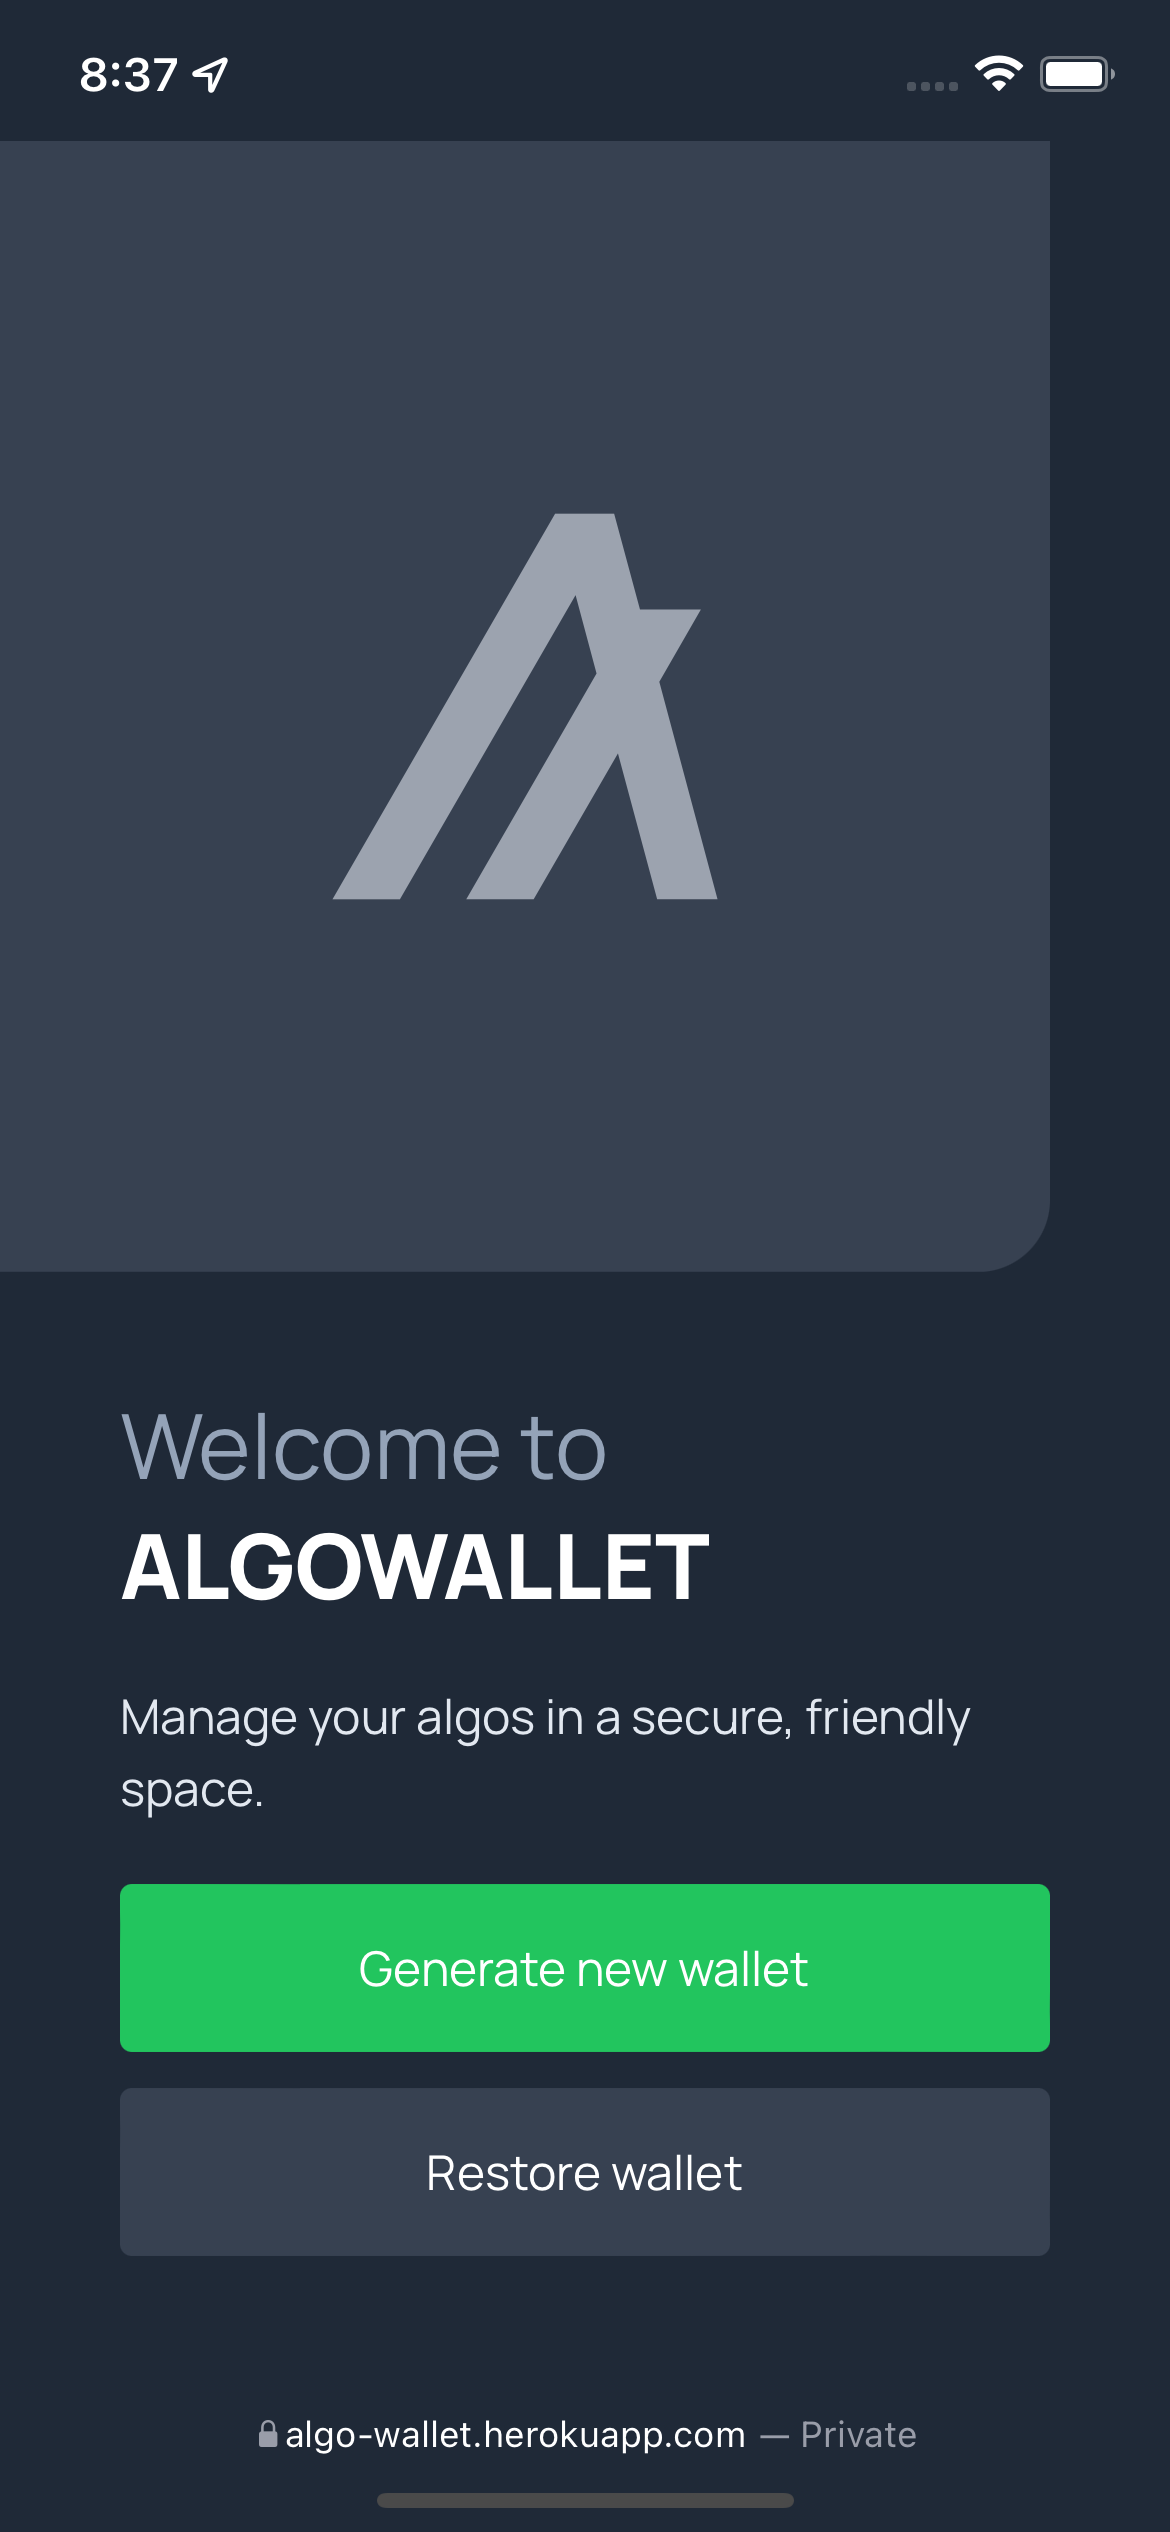 8:37
Welcome to
ALGOWALLET
Manage your algos in a secure, friendly
space.
Generate new wallet
Restore wallet
algo-wallet.herokuapp.com — Private